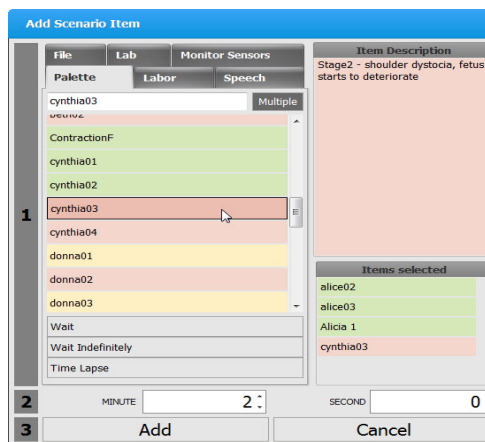 Add Scenario Item
File Lab Monitor Sensors
Palette Labor Speech
cynthia03 Multiple
beth02
ContractionF
cynthia01
cynthia02
cynthia03
cynthia04
donna01
donna02
donna03
Wait
Wait Indefinitely
Time Lapse
Item Description
Stage2 - shoulder dystocia, fetus
starts to deteriorate
Items selected
alice02
alice03
Alicia 1
cynthia03
1
2 MINUTE 2 SECOND 0
3 Add Cancel